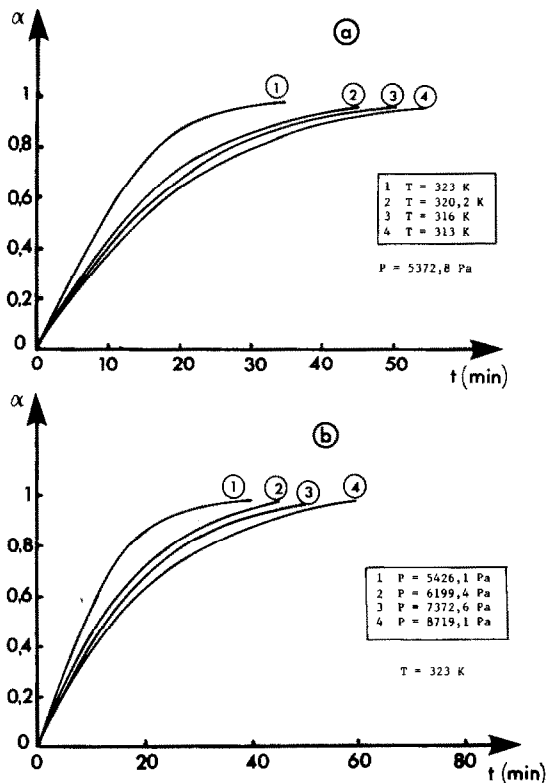 α
ⓐ
① ② ③ ④
1
0,8
0,6
0,4
0,2
0
0 10 20 30 40 50
t (min)
1 T = 323 K
2 T = 320,2 K
3 T = 316 K
4 T = 313 K
P = 5372,8 Pa
α
ⓑ
① ② ③ ④
1
0.8
0.6
0.4
0,2
0
0 20 40 60 80
t (min)
1 P = 5426,1 Pa
2 P = 6199,4 Pa
3 P = 7372,6 Pa
4 P = 8719,1 Pa
T = 323 K